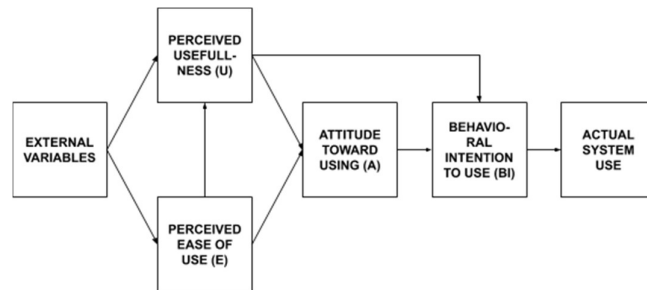 PERCEIVED
USEFULL-
NESS (U)
EXTERNAL
VARIABLES
ATTITUDE
TOWARD
USING (A)
BEHAVIO-
RAL
INTENTION
TO USE (BI)
ACTUAL
SYSTEM
USE
PERCEIVED
EASE OF
USE (E)